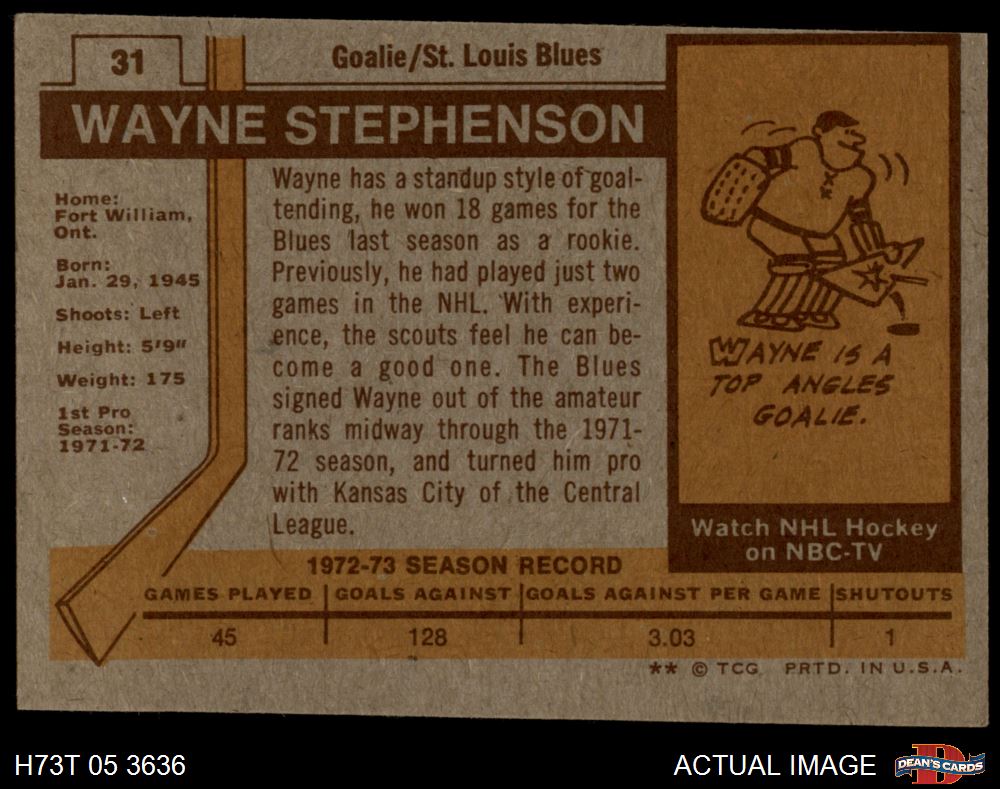 31
Goalie/St. Louis Blues
WAYNE STEPHENSON
Home:
Fort William,
Ont.
Born:
Jan. 29, 1945
Shoots: Left
Height: 5'9"
Weight: 175
1st Pro
Season:
1971-72
Wayne has a standup style of goal-
tending, he won 18 games for the
Blues last season as a rookie.
Previously, he had played just two
games in the NHL. With experi-
ence, the scouts feel he can be-
come a good one. The Blues
signed Wayne out of the amateur
ranks midway through the 1971-
72 season, and turned him pro
with Kansas City of the Central
League.
WAYNE IS A
TOP ANGLES
GOALIE.
Watch NHL Hockey
on NBC-TV
1972-73 SEASON RECORD
GAMES PLAYED GOALS AGAINST GOALS AGAINST PER GAME SHUTOUTS
45 128 3.03 1
** © TCG PRTD. IN U.S.A.
H73T 05 3636
ACTUAL IMAGE
D
DEAN'S CARDS